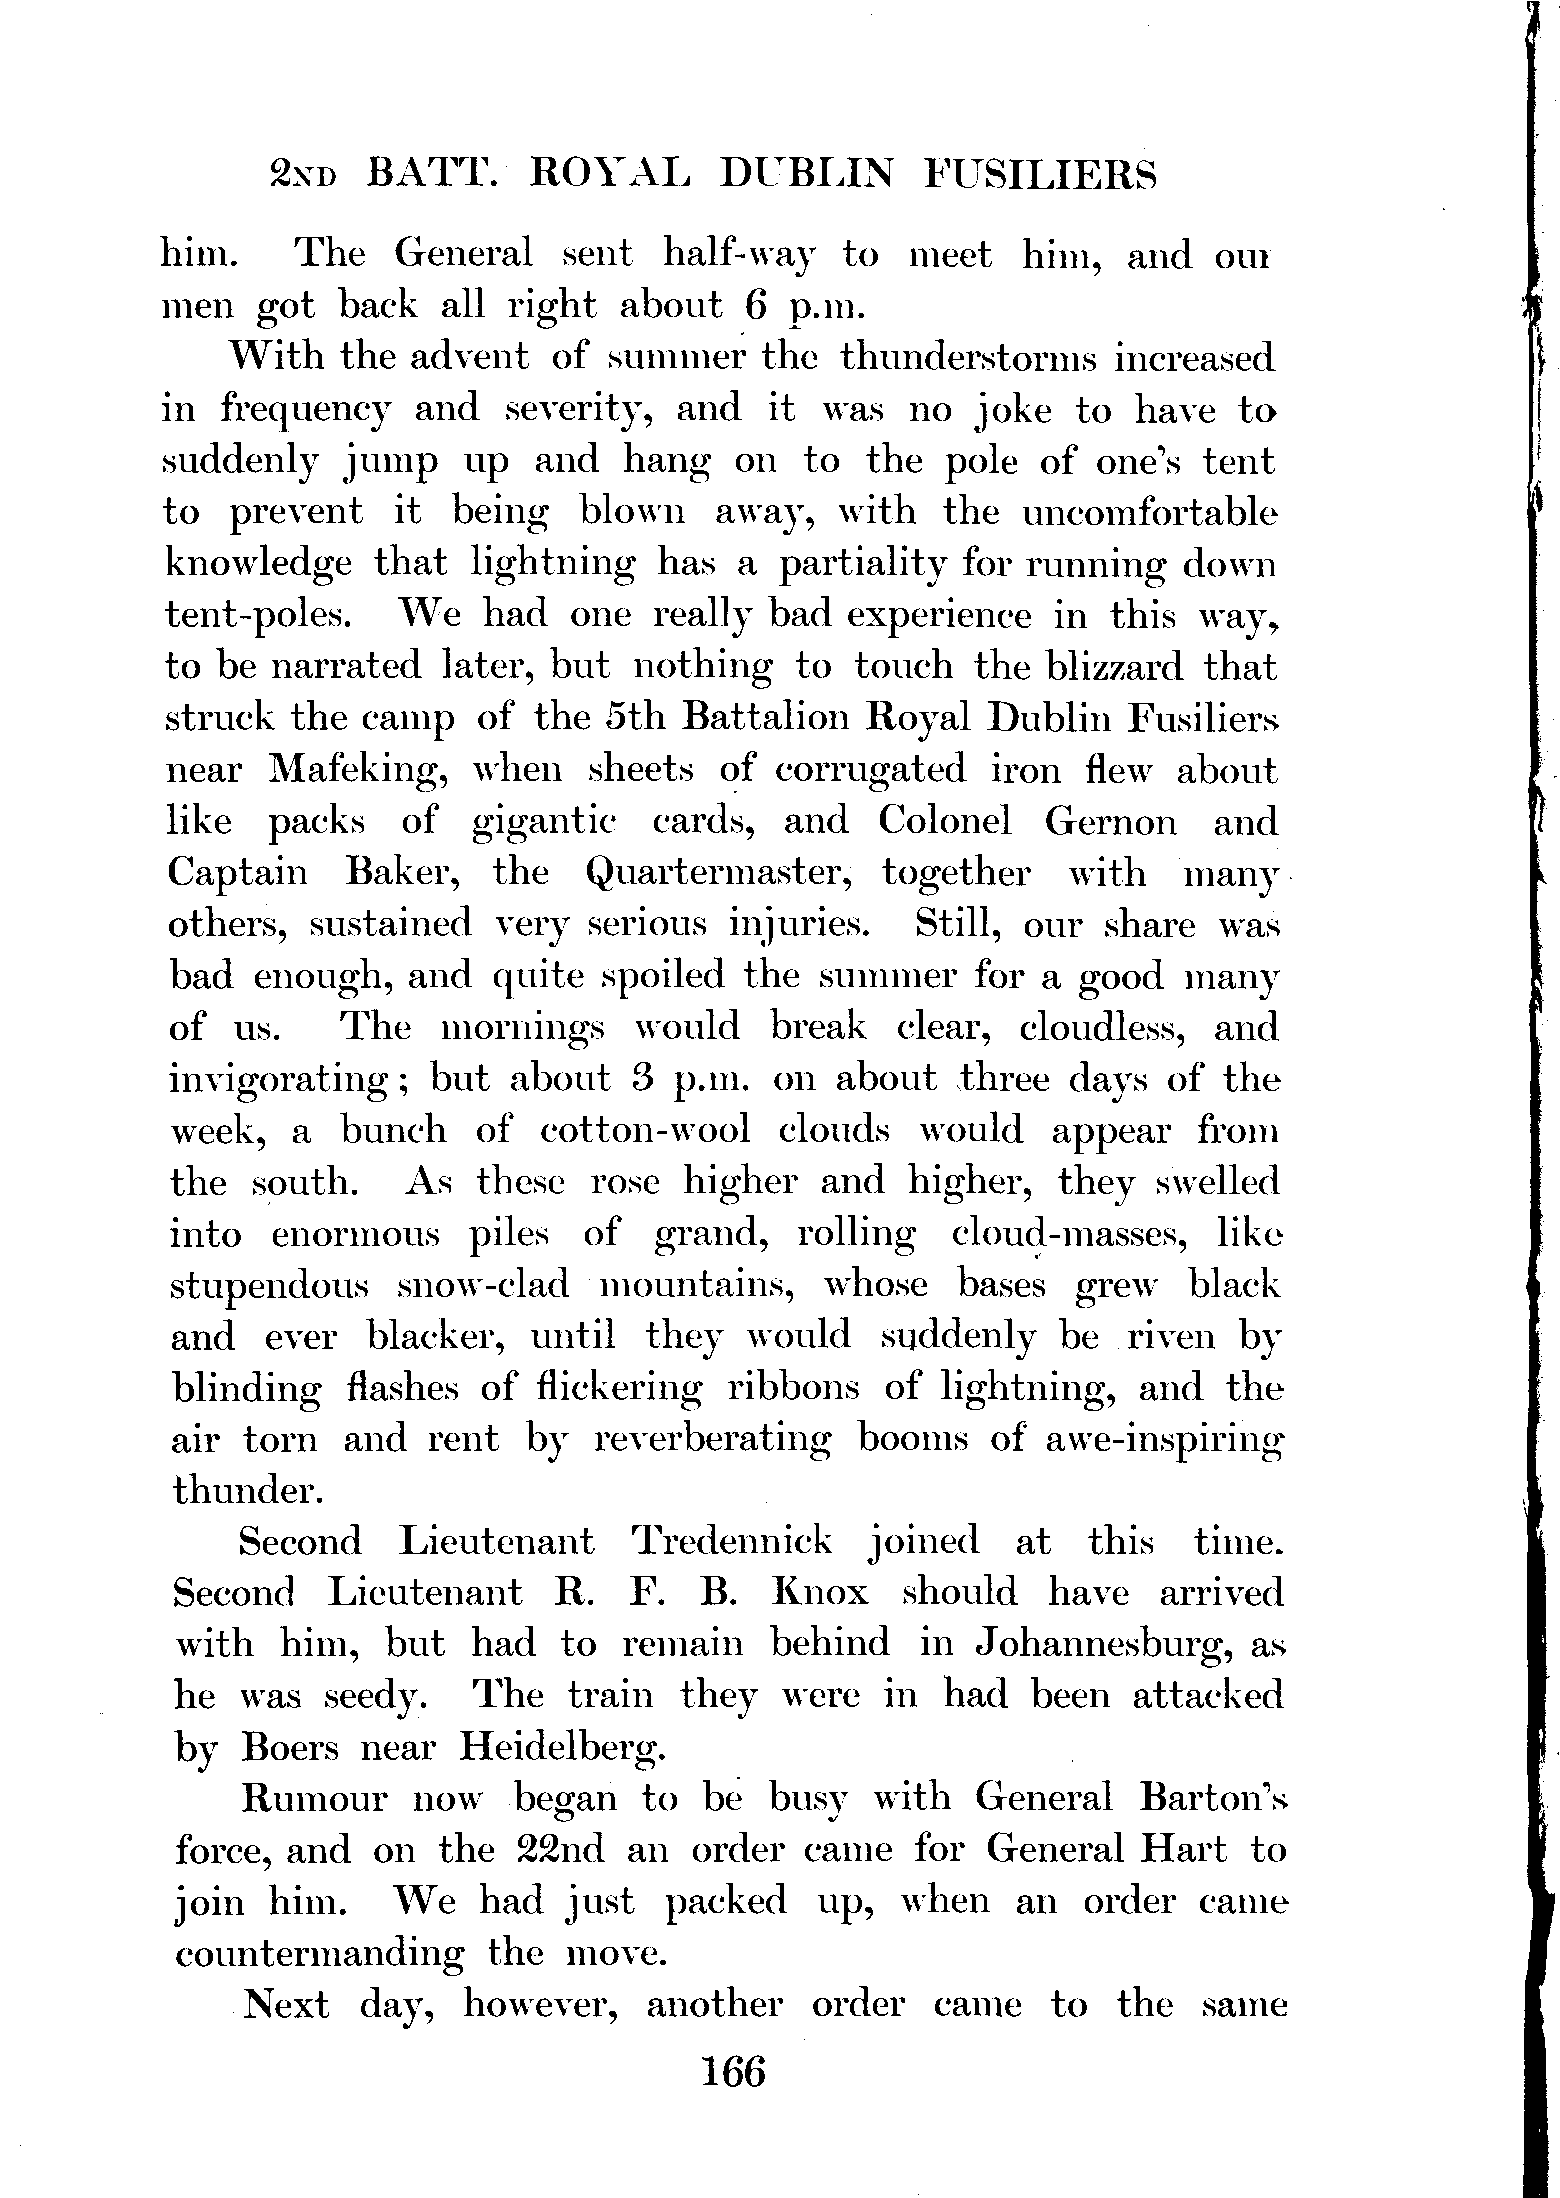 2ND BATT. ROYAL DUBLIN FUSILIERS
him. The General sent half-way to meet him, and our
men got back all right about 6 p.m.
With the advent of summer the thunderstorms increased
in frequency and severity, and it was no joke to have to
suddenly jump up and hang on to the pole of one's tent
to prevent it being blown away, with the uncomfortable
knowledge that lightning has a partiality for running down
tent-poles. We had one really bad experience in this way,
to be narrated later, but nothing to touch the blizzard that
struck the camp of the 5th Battalion Royal Dublin Fusiliers
near Mafeking, when sheets of corrugated iron flew about
like packs of gigantic cards, and Colonel Gernon and
Captain Baker, the Quartermaster, together with many
others, sustained very serious injuries. Still, our share was
bad enough, and quite spoiled the summer for a good many
of us. The mornings would break clear, cloudless, and
invigorating; but about 3 p.m. on about three days of the
week, a bunch of cotton-wool clouds would appear from
the south. As these rose higher and higher, they swelled
into enormous piles of grand, rolling cloud-masses, like
stupendous snow-clad mountains, whose bases grew black
and ever blacker, until they would suddenly be riven by
blinding flashes of flickering ribbons of lightning, and the
air torn and rent by reverberating booms of awe-inspiring
thunder.
Second Lieutenant Tredennick joined at this time.
Second Lieutenant R. F. B. Knox should have arrived
with him, but had to remain behind in Johannesburg, as
he was seedy. The train they were in had been attacked
by Boers near Heidelberg.
Rumour now began to be busy with General Barton's
force, and on the 22nd an order came for General Hart to
join him. We had just packed up, when an order came
countermanding the move.
Next day, however, another order came to the same
166